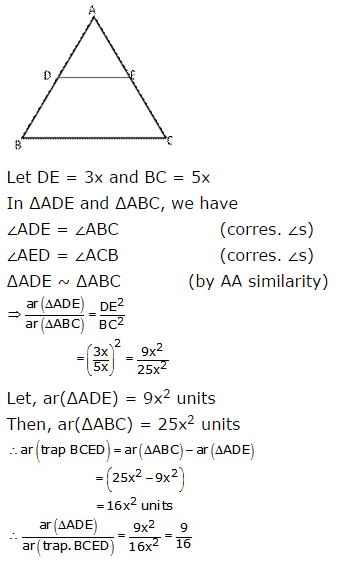 A
D E
B C
Let DE = 3x and BC = 5x
In ΔADE and ΔABC, we have
∠ADE = ∠ABC (corres. ∠s)
∠AED = ∠ACB (corres. ∠s)
ΔADE ~ ΔABC (by AA similarity)
⇒ ar(ΔADE)/ar(ΔABC) = DE²/BC²
= (3x/5x)² = 9x²/25x²
Let, ar(ΔADE) = 9x² units
Then, ar(ΔABC) = 25x² units
∴ ar(trap BCED) = ar(ΔABC) − ar(ΔADE)
= (25x² − 9x²)
= 16x² units
∴ ar(ΔADE)/ar(trap. BCED) = 9x²/16x² = 9/16